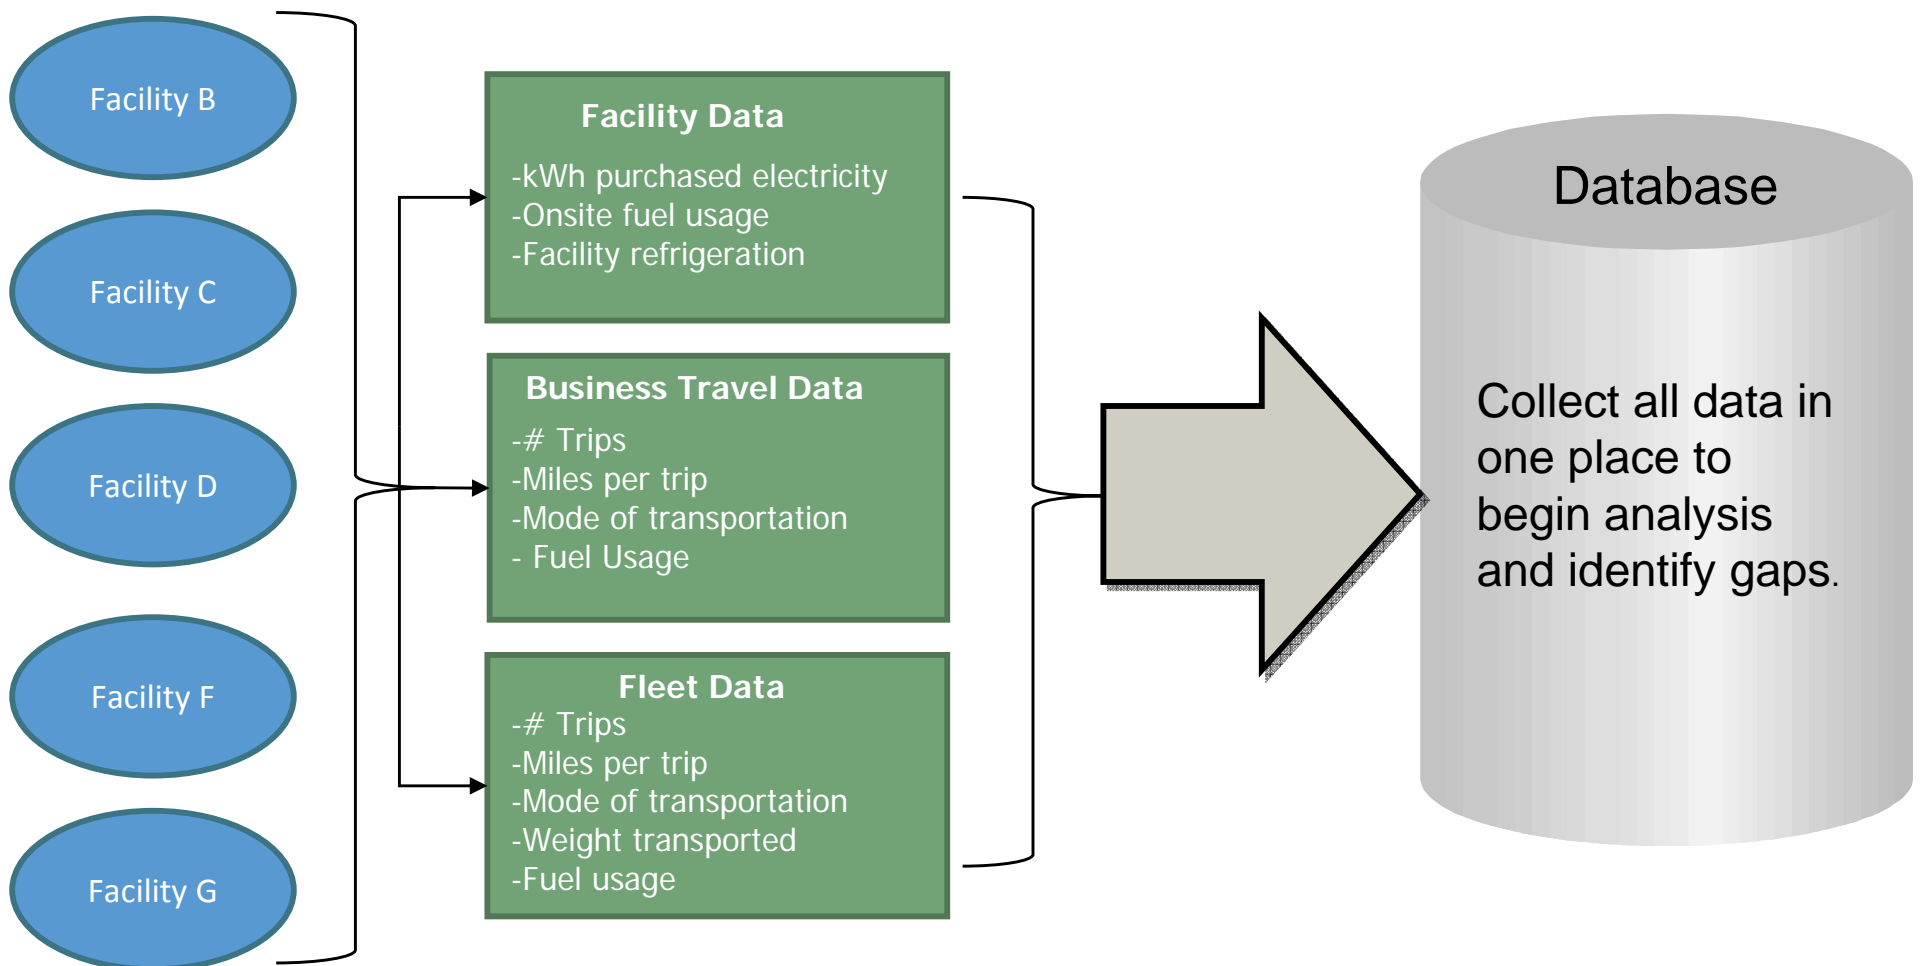 Facility B
Facility C
Facility D
Facility F
Facility G
Facility Data
-kWh purchased electricity
-Onsite fuel usage
-Facility refrigeration
Business Travel Data
-# Trips
-Miles per trip
-Mode of transportation
- Fuel Usage
Fleet Data
-# Trips
-Miles per trip
-Mode of transportation
-Weight transported
-Fuel usage
Database
Collect all data in
one place to
begin analysis
and identify gaps.